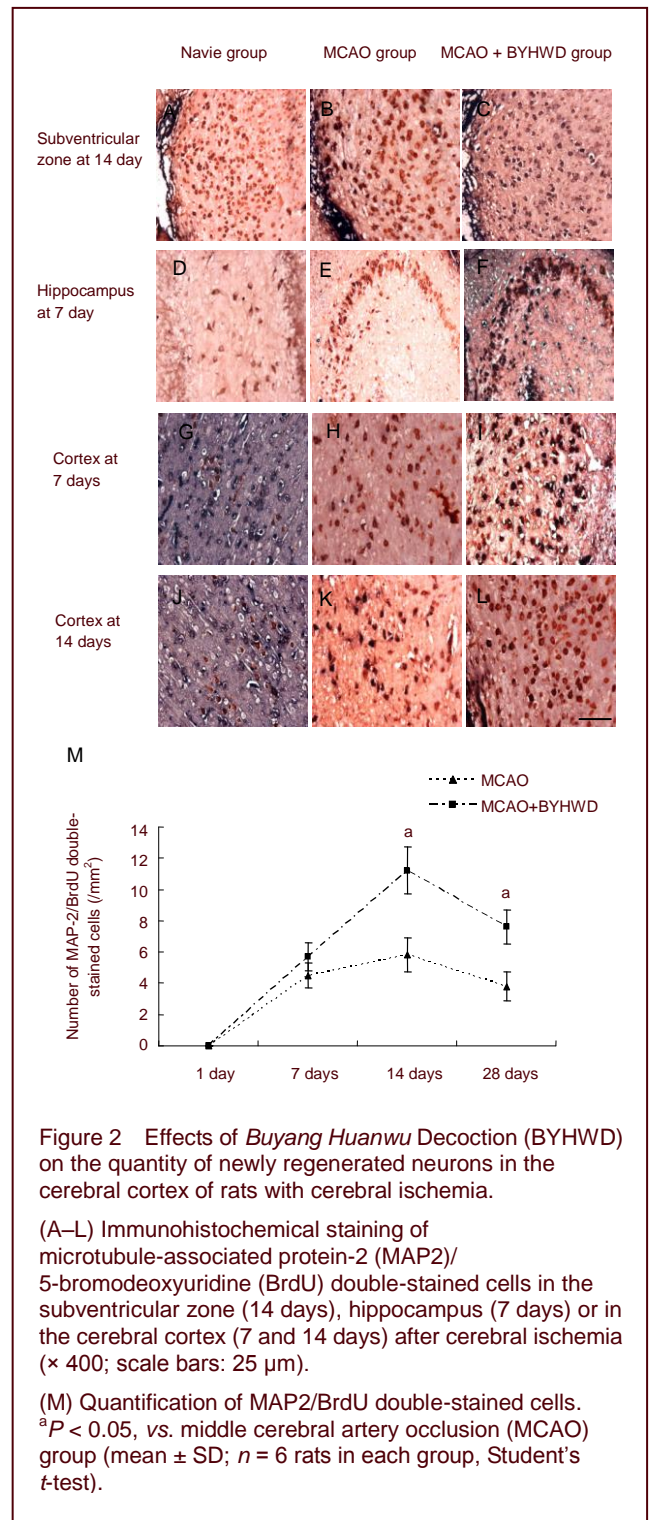 Navie group MCAO group MCAO + BYHWD group
A B C
Subventricular
zone at 14 day
D E F
Hippocampus
at 7 day
G H I
Cortex at
7 days
J K L
Cortex at
14 days
M
MCAO
MCAO+BYHWD
Number of MAP-2/BrdU double-
stained cells (/mm²)
14
12
10
8
6
4
2
0
a
a
1 day 7 days 14 days 28 days
Figure 2 Effects of Buyang Huanwu Decoction (BYHWD)
on the quantity of newly regenerated neurons in the
cerebral cortex of rats with cerebral ischemia.
(A–L) Immunohistochemical staining of
microtubule-associated protein-2 (MAP2)/
5-bromodeoxyuridine (BrdU) double-stained cells in the
subventricular zone (14 days), hippocampus (7 days) or in
the cerebral cortex (7 and 14 days) after cerebral ischemia
(× 400; scale bars: 25 μm).
(M) Quantification of MAP2/BrdU double-stained cells.
ᵃP < 0.05, vs. middle cerebral artery occlusion (MCAO)
group (mean ± SD; n = 6 rats in each group, Student's
t-test).